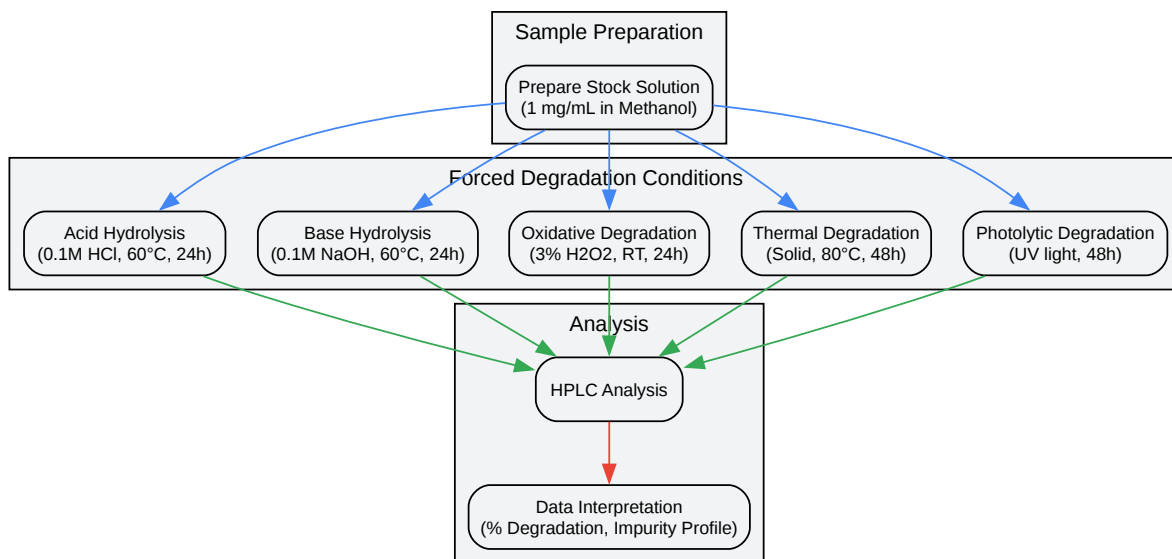 Sample Preparation
Prepare Stock Solution
(1 mg/mL in Methanol)
Forced Degradation Conditions
Acid Hydrolysis
(0.1M HCl, 60°C, 24h)
Base Hydrolysis
(0.1M NaOH, 60°C, 24h)
Oxidative Degradation
(3% H2O2, RT, 24h)
Thermal Degradation
(Solid, 80°C, 48h)
Photolytic Degradation
(UV light, 48h)
Analysis
HPLC Analysis
Data Interpretation
(% Degradation, Impurity Profile)